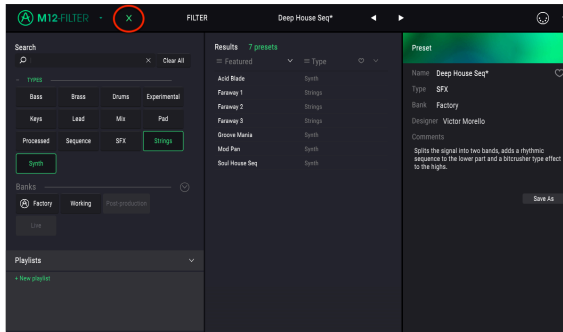 M12-FILTER X FILTER Deep House Seq*
Search
Clear All
TYPES
Bass Brass Drums Experimental
Keys Lead Mix Pad
Processed Sequence SFX Strings
Synth
Banks
Factory Working Post-production
Live
Playlists
+ New playlist
Results 7 presets
Featured Type
Acid Blade Synth
Faraway 1 Strings
Faraway 2 Strings
Faraway 3 Strings
Groove Mania Synth
Mod Pan Synth
Soul House Seq Synth
Preset
Name Deep House Seq*
Type SFX
Bank Factory
Designer Victor Morello
Comments
Splits the signal into two bands, adds a rhythmic
sequence to the lower part and a bitcrusher type effect
to the highs.
Save As